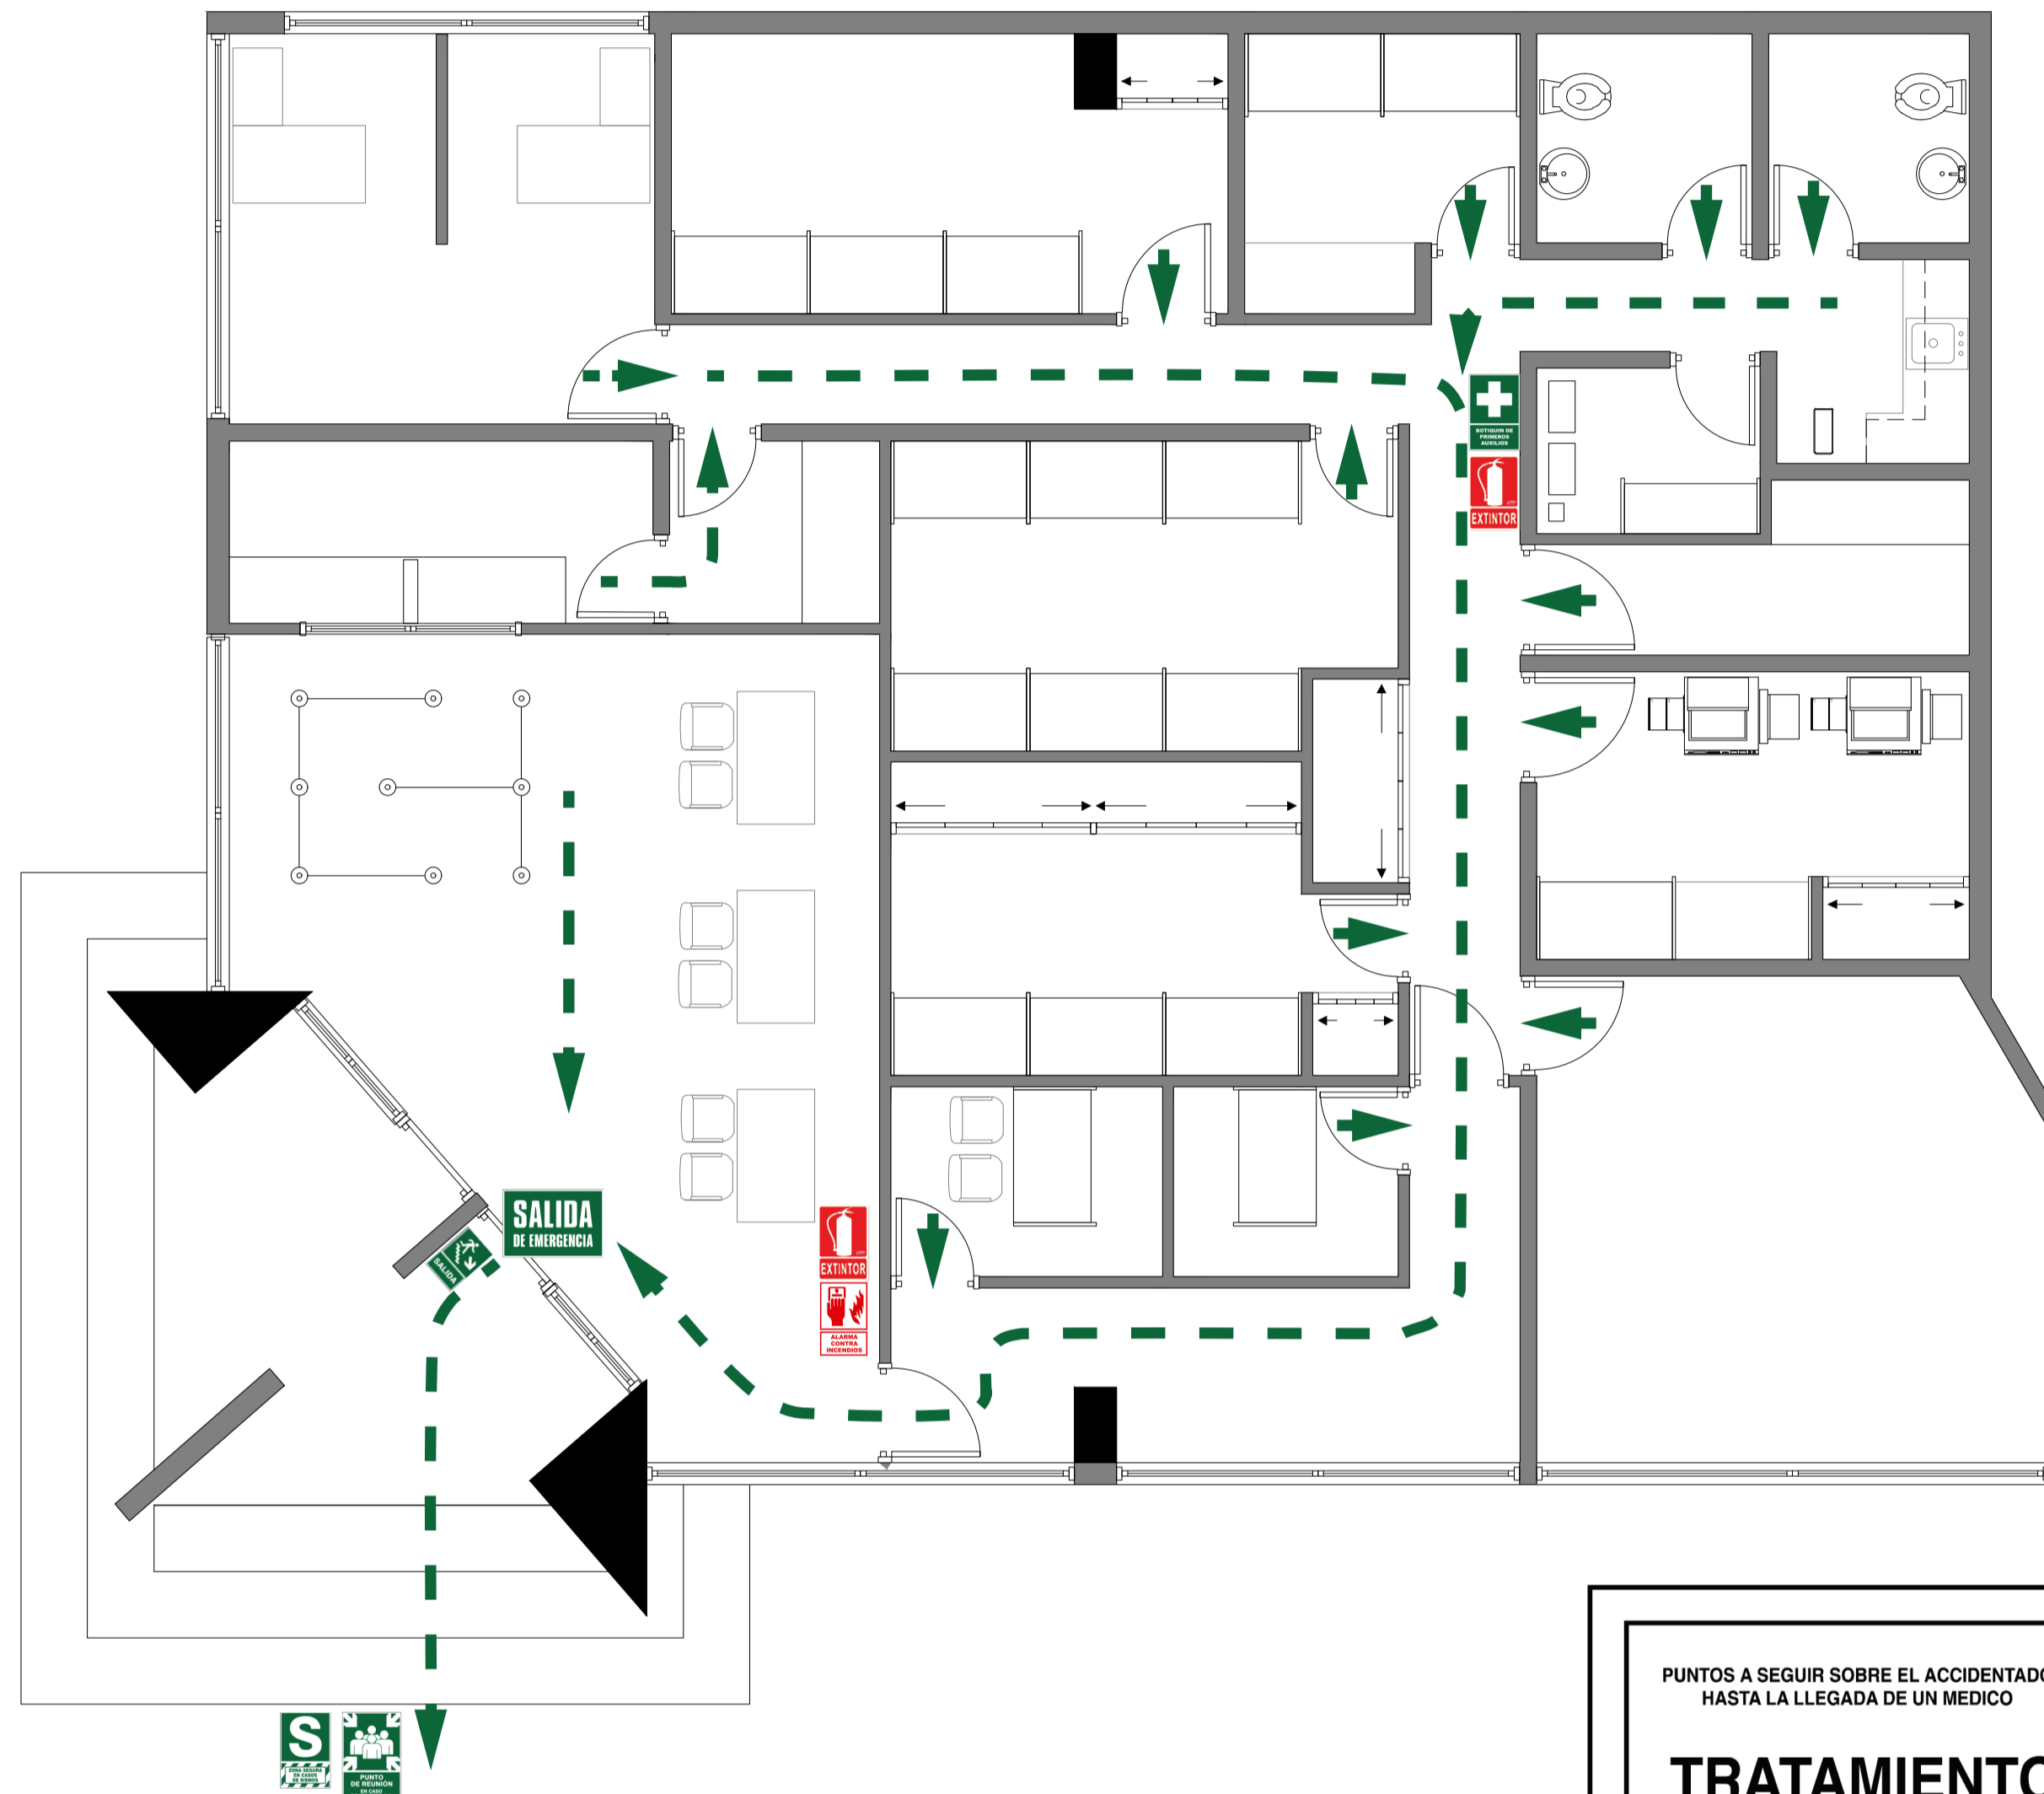 BOTIQUIN DE
PRIMEROS
AUXILIOS
EXTINTOR
SALIDA
DE EMERGENCIA
SALIDA
EXTINTOR
ALARMA
CONTRA
INCENDIOS
PUNTOS A SEGUIR SOBRE EL ACCIDENTADO
HASTA LA LLEGADA DE UN MEDICO
TRATAMIENTO
S
ZONA SEGURA
EN CASOS
DE SISMOS
PUNTO
DE REUNIÓN
EN CASO